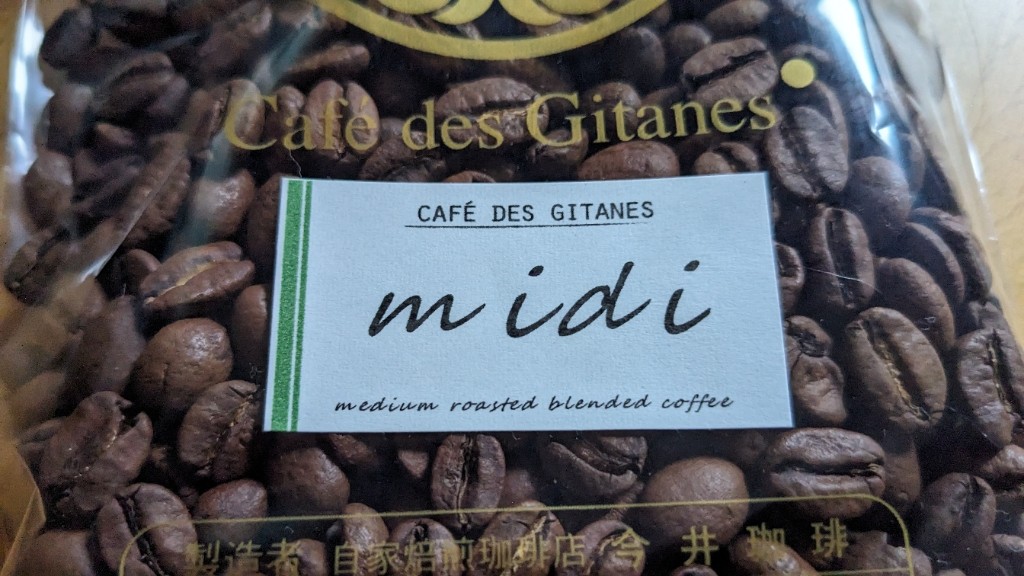 Café des Gitanes
CAFÉ DES GITANES
midi
medium roasted blended coffee
製造者 自家焙煎珈琲店 今井珈琲